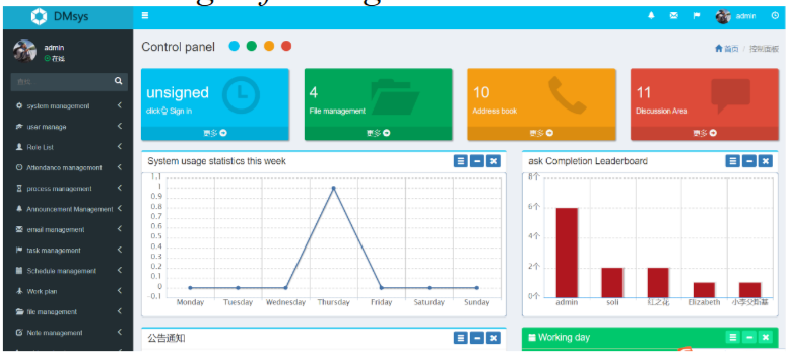 DMsys
admin
admin
在线
Control panel
首页 / 控制面板
查找
system management
user manage
Role List
Attendance management
process management
Announcement Management
email management
task management
Schedule management
Work plan
file management
Note management
unsigned
click Sign in
更多
4
File management
更多
10
Address book
更多
11
Discussion Area
更多
System usage statistics this week
1.1
1
0.9
0.8
0.7
0.6
0.5
0.4
0.3
0.2
0.1
0
-0.1
Monday Tuesday Wednesday Thursday Friday Saturday Sunday
ask Completion Leaderboard
8个
6个
4个
2个
0个
admin soli 红之花 Elizabeth 小李父斯基
公告通知
Working day